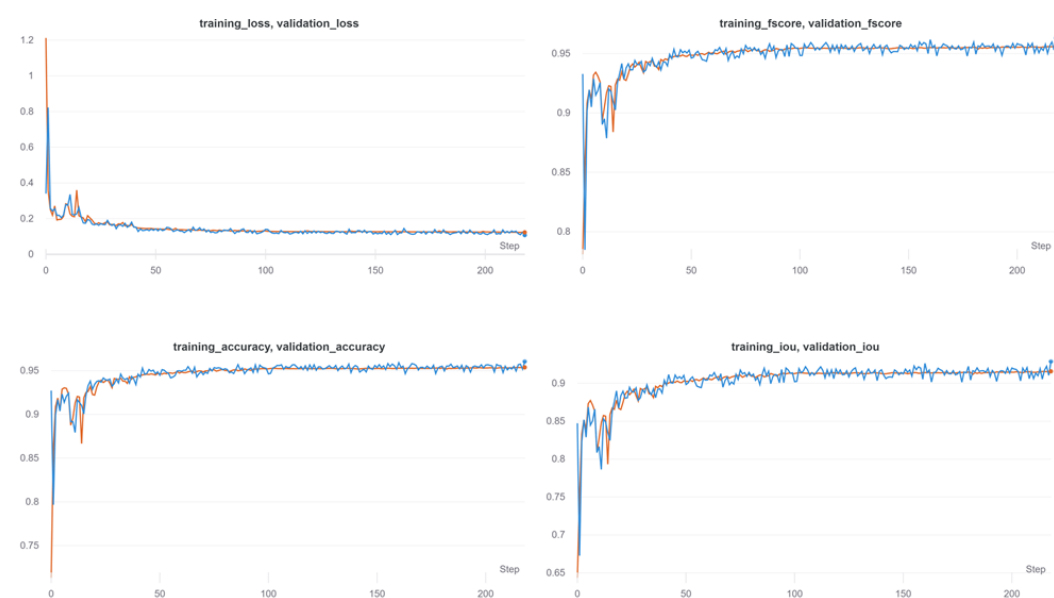 training_loss, validation_loss
1.2
1
0.8
0.6
0.4
0.2
0
Step
0 50 100 150 200
training_fscore, validation_fscore
0.95
0.9
0.85
0.8
Step
0 50 100 150 200
training_accuracy, validation_accuracy
0.95
0.9
0.85
0.8
0.75
Step
0 50 100 150 200
training_iou, validation_iou
0.9
0.85
0.8
0.75
0.7
0.65
Step
0 50 100 150 200